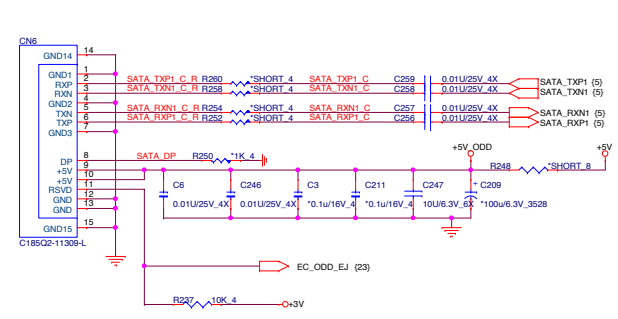 CN6
GND14 14
GND1 1
RXP 2 SATA_TXP1_C_R R260 *SHORT_4 SATA_TXP1_C C259 0.01U/25V_4X SATA_TXP1 {5}
RXN 3 SATA_TXN1_C_R R258 *SHORT_4 SATA_TXN1_C C258 0.01U/25V_4X SATA_TXN1 {5}
GND2 4
TXN 5 SATA_RXN1_C_R R254 *SHORT_4 SATA_RXN1_C C257 0.01U/25V_4X SATA_RXN1 {5}
TXP 6 SATA_RXP1_C_R R252 *SHORT_4 SATA_RXP1_C C256 0.01U/25V_4X SATA_RXP1 {5}
GND3 7
+5V_ODD +5V
DP 8 SATA_DP R250 *1K_4
R248 *SHORT_8
+5V 9
+5V 10
RSVD 11
GND 12
GND 13
GND15 15
C6 C246 C3 C211 C247 + C209
0.01U/25V_4X 0.01U/25V_4X *0.1u/16V_4 *0.1u/16V_4 10U/6.3V_6X *100u/6.3V_3528
C185Q2-11309-L
EC_ODD_EJ {23}
R237 10K_4 +3V